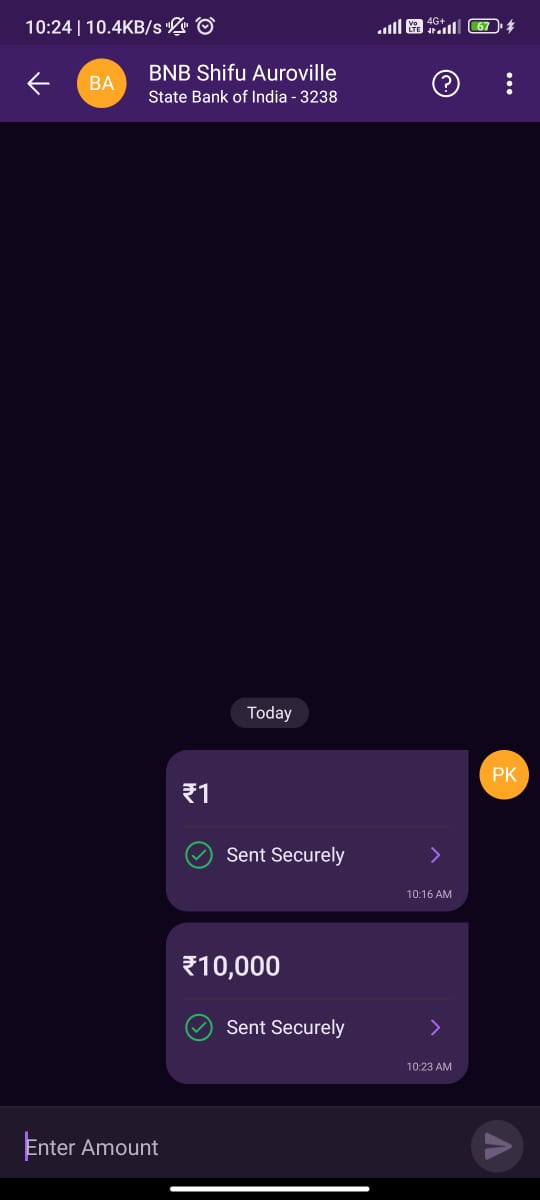 10:24 | 10.4KB/s
Vo LTE 4G+ 67
BA
BNB Shifu Auroville
State Bank of India - 3238
?
Today
PK
₹1
Sent Securely
10:16 AM
₹10,000
Sent Securely
10:23 AM
Enter Amount